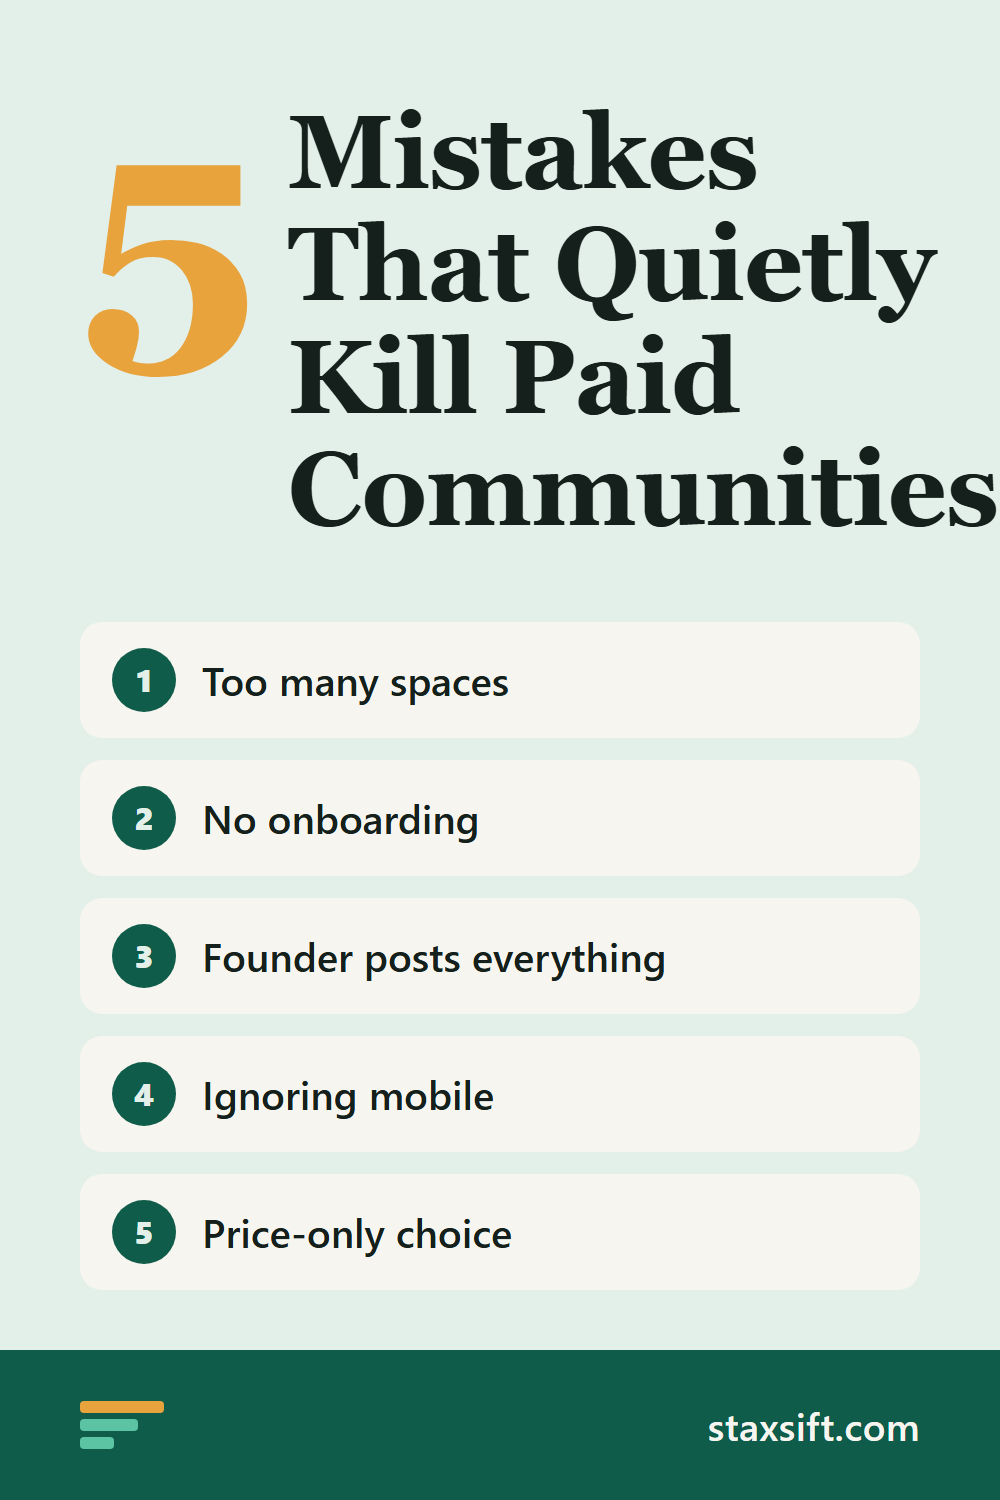 5
Mistakes
That Quietly
Kill Paid
Communities
1 Too many spaces
2 No onboarding
3 Founder posts everything
4 Ignoring mobile
5 Price-only choice
staxsift.com